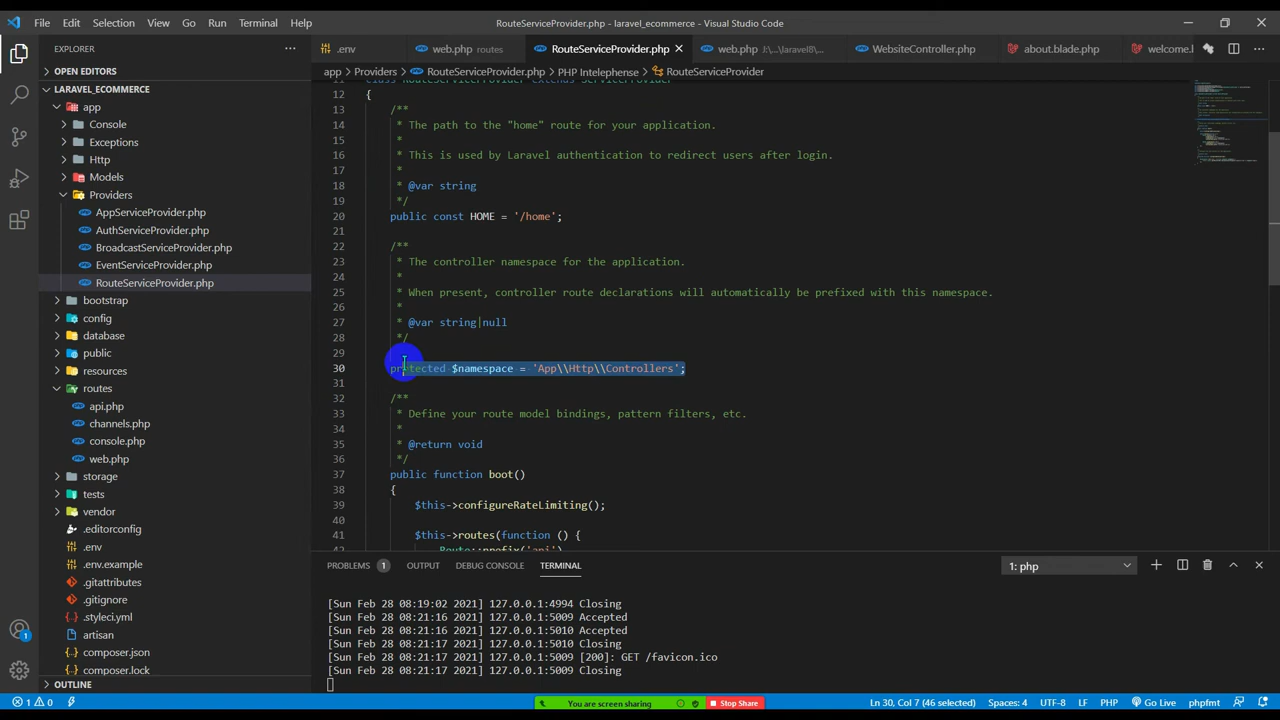 File Edit Selection View Go Run Terminal Help
RouteServiceProvider.php - laravel_ecommerce - Visual Studio Code
EXPLORER
.env
web.php routes
RouteServiceProvider.php
web.php J:\...\laravel8\...
WebsiteController.php
about.blade.php
welcome.l
OPEN EDITORS
LARAVEL_ECOMMERCE
app
Console
Exceptions
Http
Models
Providers
AppServiceProvider.php
AuthServiceProvider.php
BroadcastServiceProvider.php
EventServiceProvider.php
RouteServiceProvider.php
bootstrap
config
database
public
resources
routes
api.php
channels.php
console.php
web.php
storage
tests
vendor
.editorconfig
.env
.env.example
.gitattributes
.gitignore
.styleci.yml
artisan
composer.json
composer.lock
OUTLINE
app > Providers > RouteServiceProvider.php > PHP Intelephense > RouteServiceProvider
class RouteServiceProvider extends ServiceProvider
12 {
13 /**
14 * The path to the "home" route for your application.
15 *
16 * This is used by Laravel authentication to redirect users after login.
17 *
18 * @var string
19 */
20 public const HOME = '/home';
21
22 /**
23 * The controller namespace for the application.
24 *
25 * When present, controller route declarations will automatically be prefixed with this namespace.
26 *
27 * @var string|null
28 */
29
30 protected $namespace = 'App\\Http\\Controllers';
31
32 /**
33 * Define your route model bindings, pattern filters, etc.
34 *
35 * @return void
36 */
37 public function boot()
38 {
39 $this->configureRateLimiting();
40
41 $this->routes(function () {
42 Route::prefix('api')
PROBLEMS 1 OUTPUT DEBUG CONSOLE TERMINAL
1: php
[Sun Feb 28 08:19:02 2021] 127.0.0.1:4994 Closing
[Sun Feb 28 08:21:16 2021] 127.0.0.1:5009 Accepted
[Sun Feb 28 08:21:16 2021] 127.0.0.1:5010 Accepted
[Sun Feb 28 08:21:17 2021] 127.0.0.1:5010 Closing
[Sun Feb 28 08:21:17 2021] 127.0.0.1:5009 [200]: GET /favicon.ico
[Sun Feb 28 08:21:17 2021] 127.0.0.1:5009 Closing
1 0
You are screen sharing
Stop Share
Ln 30, Col 7 (46 selected) Spaces: 4 UTF-8 LF PHP Go Live phpfmt